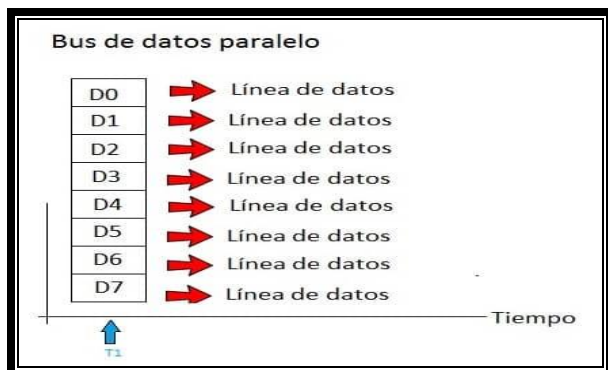 Bus de datos paralelo
D0 Línea de datos
D1 Línea de datos
D2 Línea de datos
D3 Línea de datos
D4 Línea de datos
D5 Línea de datos
D6 Línea de datos
D7 Línea de datos
Tiempo
T1